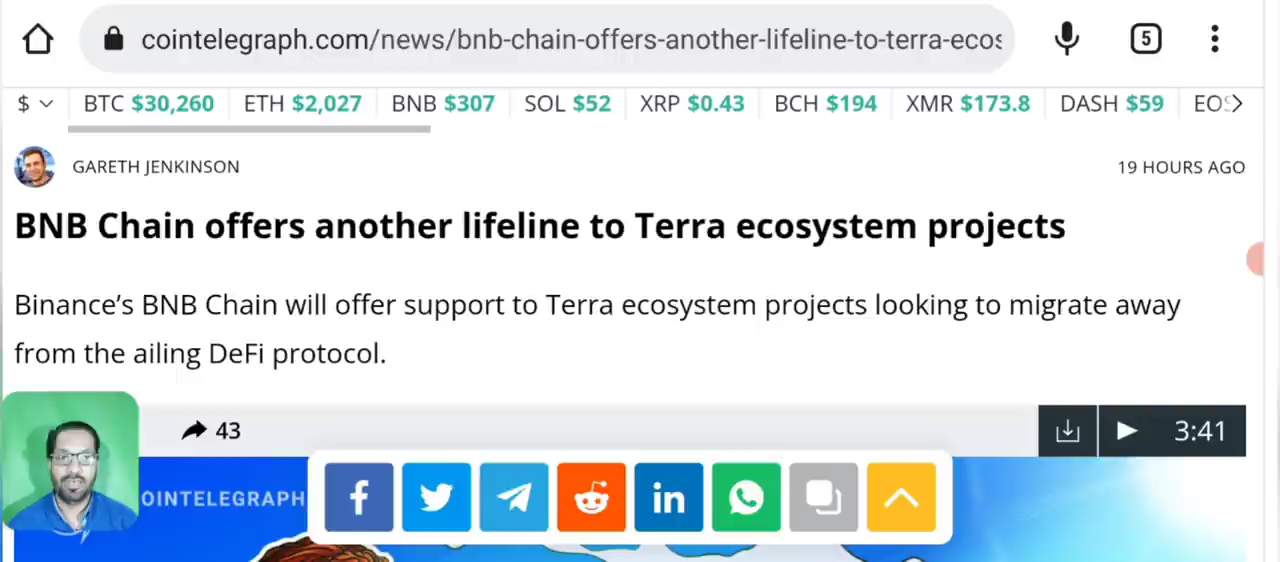 cointelegraph.com/news/bnb-chain-offers-another-lifeline-to-terra-ecos
5
$ BTC $30,260 ETH $2,027 BNB $307 SOL $52 XRP $0.43 BCH $194 XMR $173.8 DASH $59 EOS
GARETH JENKINSON 19 HOURS AGO
BNB Chain offers another lifeline to Terra ecosystem projects
Binance’s BNB Chain will offer support to Terra ecosystem projects looking to migrate away
from the ailing DeFi protocol.
43 3:41
OINTELEGRAPH
f in